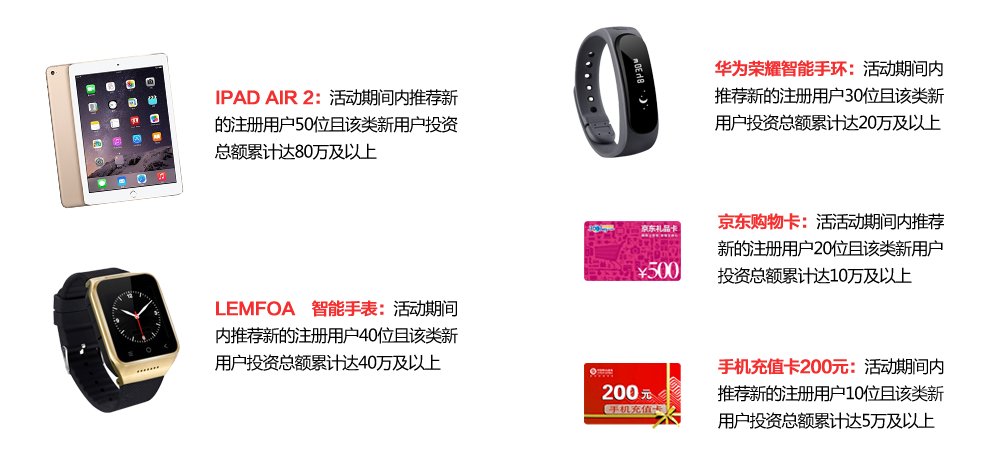 IPAD AIR 2：活动期间内推荐新
的注册用户50位且该类新用户投资
总额累计达80万及以上
LEMFOA 智能手表：活动期间
内推荐新的注册用户40位且该类新
用户投资总额累计达40万及以上
华为荣耀智能手环：活动期间内
推荐新的注册用户30位且该类新
用户投资总额累计达20万及以上
京东礼品卡
¥500
京东购物卡：活活动期间内推荐
新的注册用户20位且该类新用户
投资总额累计达10万及以上
200元
手机充值卡
手机充值卡200元：活动期间内
推荐新的注册用户10位且该类新
用户投资总额累计达5万及以上